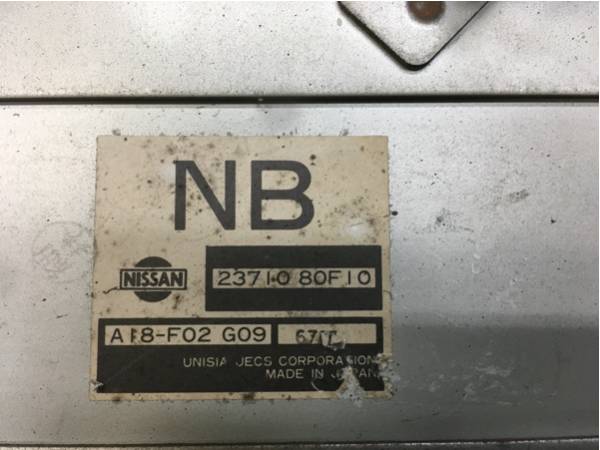 NB
NISSAN 23710 80F10
A18-F02 G09
UNISIA JECS CORPORATION
MADE IN JAPAN